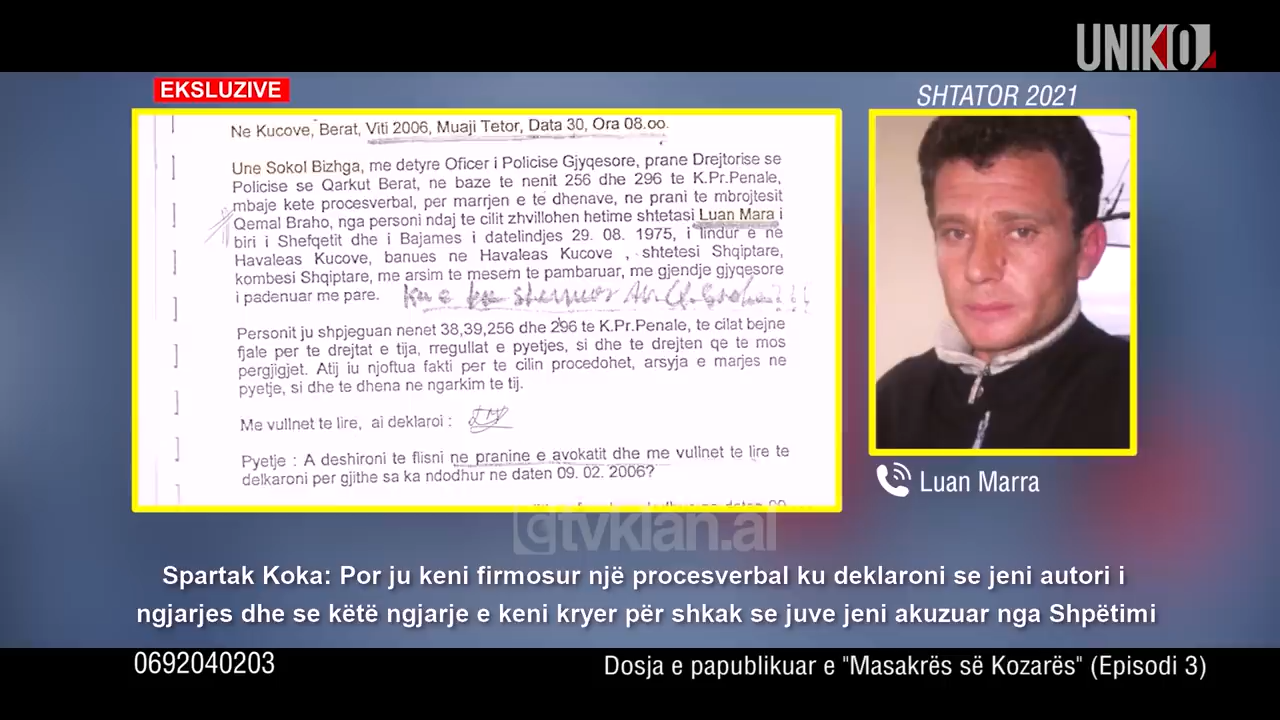 UNIKO
EKSLUZIVE
SHTATOR 2021
Ne Kucove, Berat, Viti 2006, Muaji Tetor, Data 30, Ora 08.oo.
Une Sokol Bizhga, me detyre Oficer i Policise Gjyqesore, prane Drejtorise se
Policise se Qarkut Berat, ne baze te nenit 256 dhe 296 te K.Pr.Penale,
mbaje kete procesverbal, per marrjen e te dhenave, ne prani te mbrojtesit
Qemal Braho, nga personi ndaj te cilit zhvillohen hetime shtetasi Luan Mara i
biri i Shefqetit dhe i Bajames i datelindjes 29. 08. 1975, i lindur e ne
Havaleas Kucove, banues ne Havaleas Kucove , shtetesi Shqiptare,
kombesi Shqiptare, me arsim te mesem te pambaruar, me gjendje gjyqesore
i padenuar me pare.
Personit ju shpjeguan nenet 38,39,256 dhe 296 te K.Pr.Penale, te cilat bejne
fjale per te drejtat e tija, rregullat e pyetjes, si dhe te drejten qe te mos
pergjigjet. Atij iu njoftua fakti per te cilin procedohet, arsyja e marjes ne
pyetje, si dhe te dhena ne ngarkim te tij.
Me vullnet te lire, ai deklaroi :
Pyetje : A deshironi te flisni ne pranine e avokatit dhe me vullnet te lire te
delkaroni per gjithe sa ka ndodhur ne daten 09. 02. 2006?
Luan Marra
tvklan.al
Spartak Koka: Por ju keni firmosur një procesverbal ku deklaroni se jeni autori i
ngjarjes dhe se këtë ngjarje e keni kryer për shkak se juve jeni akuzuar nga Shpëtimi
0692040203
Dosja e papublikuar e "Masakrës së Kozarës" (Episodi 3)